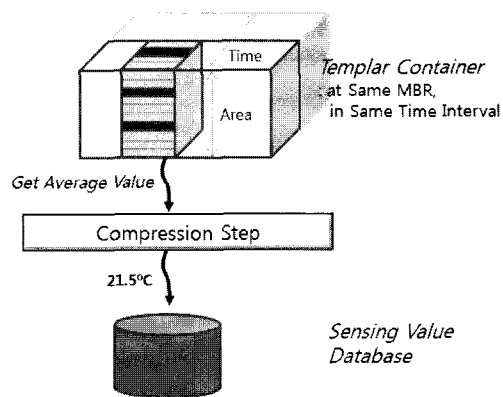 Time
Templar Container
at Same MBR,
in Same Time Interval
Area
Get Average Value
Compression Step
21.5℃
Sensing Value
Database